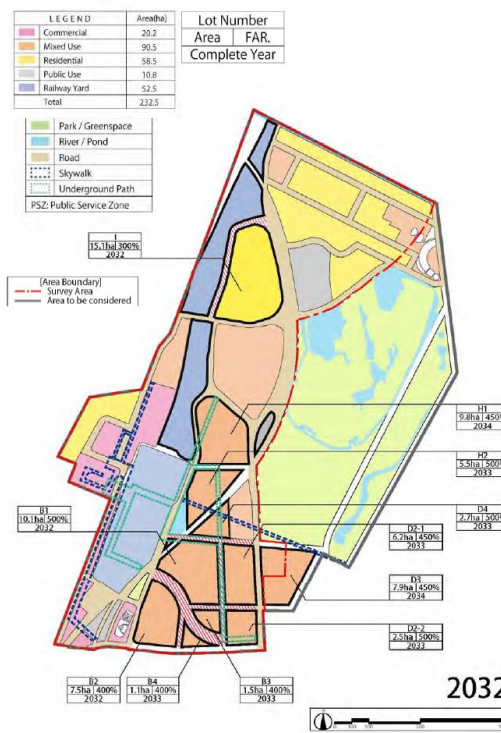 LEGEND Area(ha)
Commercial 20.2
Mixed Use 90.5
Residential 58.5
Public Use 10.8
Railway Yard 52.5
Total 232.5
Lot Number
Area FAR.
Complete Year
Park / Greenspace
River / Pond
Road
Skywalk
Underground Path
PSZ: Public Service Zone
I
15.1ha 300%
2032
[Area Boundary]
Survey Area
Area to be considered
H1
9.8ha 450%
2034
H2
5.5ha 500%
2033
D4
2.7ha 500%
2033
B1
10.1ha 500%
2032
D2-1
6.2ha 450%
2033
D3
7.9ha 450%
2034
D2-2
2.5ha 500%
2033
B2
7.5ha 400%
2032
B4
1.1ha 400%
2033
B3
1.5ha 400%
2033
2032